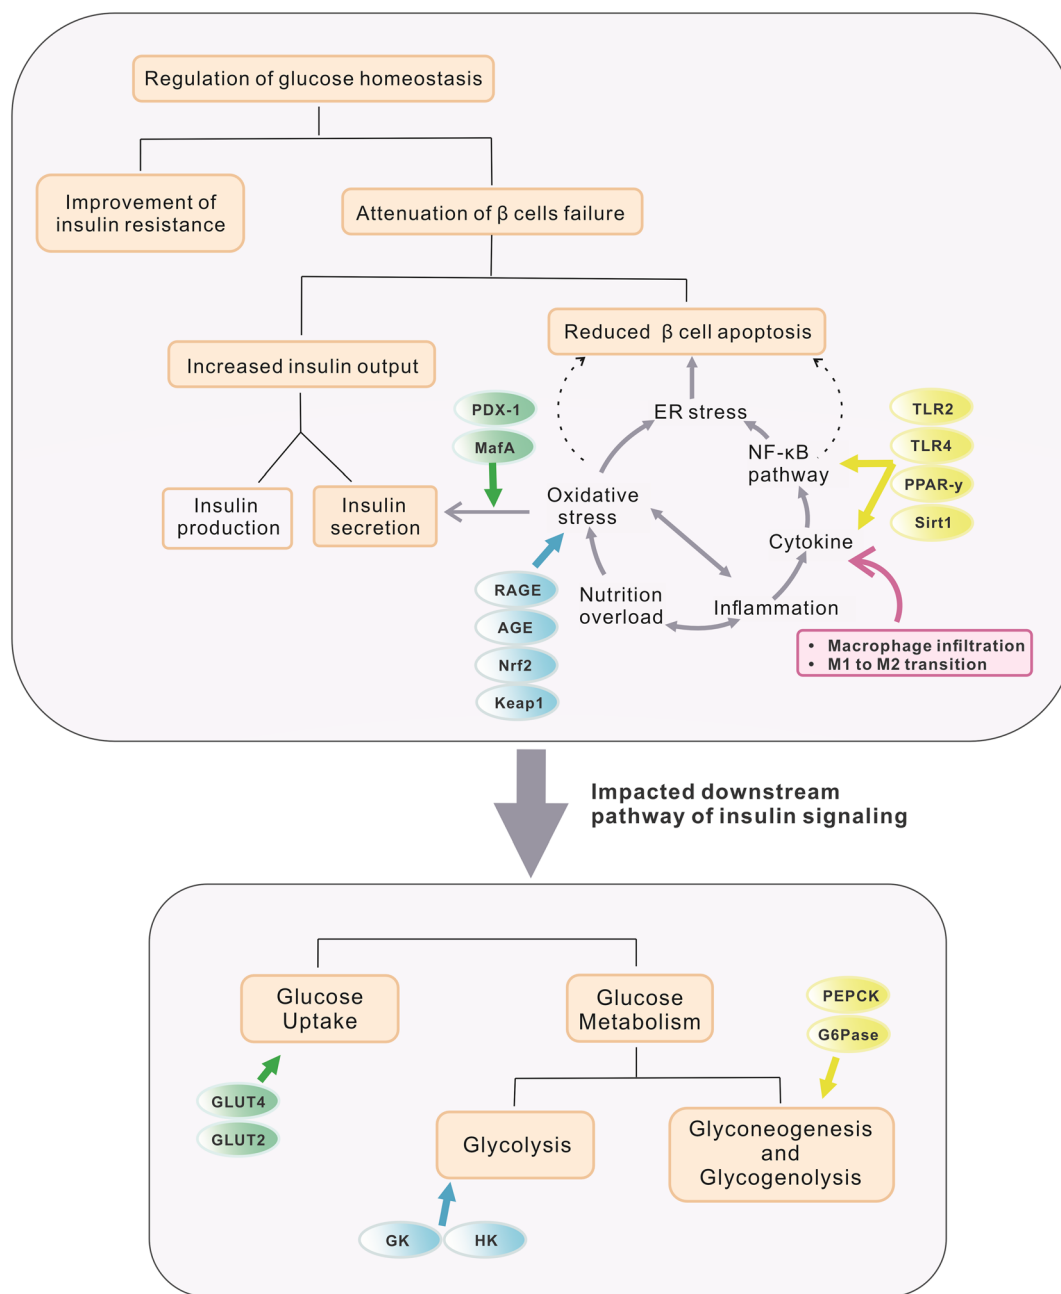 Regulation of glucose homeostasis
Improvement of
insulin resistance
Attenuation of β cells failure
Increased insulin output
Reduced β cell apoptosis
Insulin
production
Insulin
secretion
PDX-1
MafA
ER stress
NF-κB
pathway
Oxidative
stress
Cytokine
Nutrition
overload
Inflammation
TLR2
TLR4
PPAR-y
Sirt1
RAGE
AGE
Nrf2
Keap1
• Macrophage infiltration
• M1 to M2 transition
Impacted downstream
pathway of insulin signaling
Glucose
Uptake
Glucose
Metabolism
PEPCK
G6Pase
GLUT4
GLUT2
Glycolysis
Glyconeogenesis
and
Glycogenolysis
GK
HK